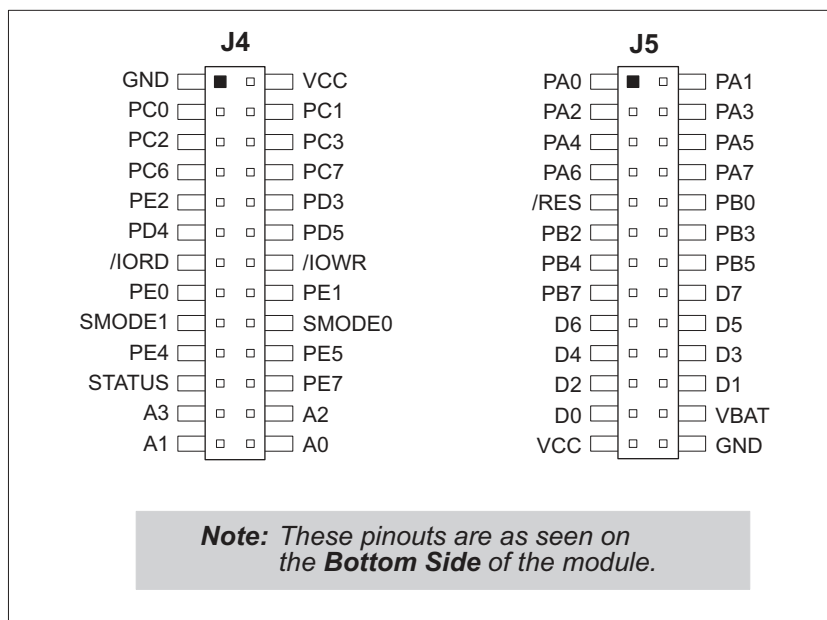 J4 J5
GND VCC PA0 PA1
PC0 PC1 PA2 PA3
PC2 PC3 PA4 PA5
PC6 PC7 PA6 PA7
PE2 PD3 /RES PB0
PD4 PD5 PB2 PB3
/IORD /IOWR PB4 PB5
PE0 PE1 PB7 D7
SMODE1 SMODE0 D6 D5
PE4 PE5 D4 D3
STATUS PE7 D2 D1
A3 A2 D0 VBAT
A1 A0 VCC GND
Note: These pinouts are as seen on
the Bottom Side of the module.